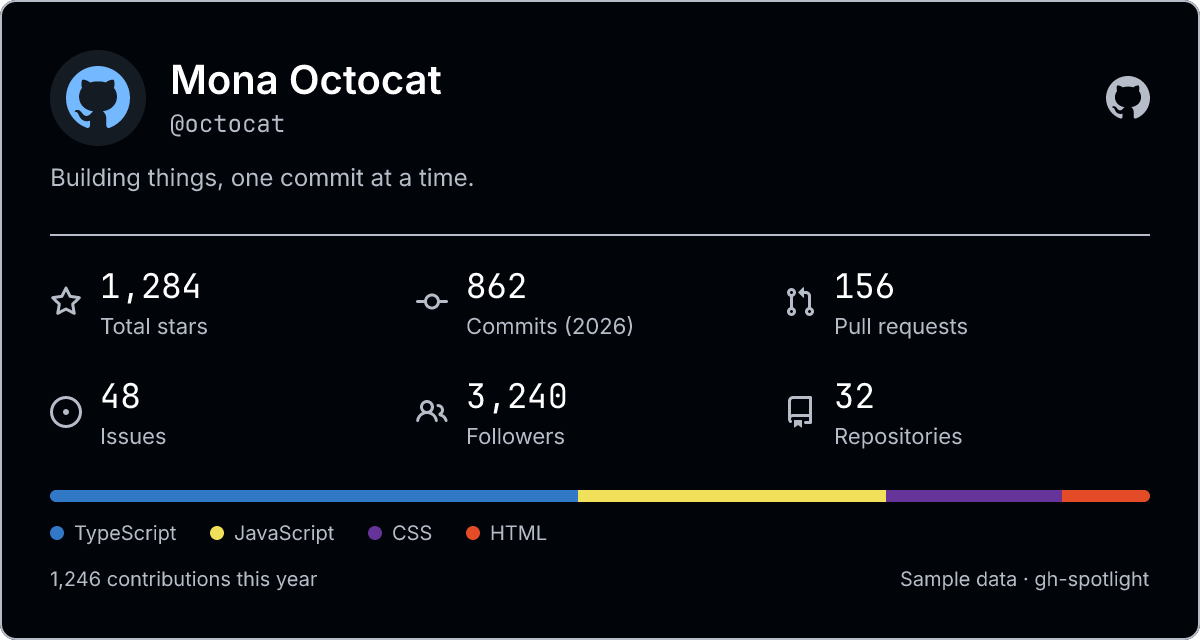 Mona Octocat
@octocat
Building things, one commit at a time.
1,284
Total stars
862
Commits (2026)
156
Pull requests
48
Issues
3,240
Followers
32
Repositories
TypeScript JavaScript CSS HTML
1,246 contributions this year
Sample data · gh-spotlight